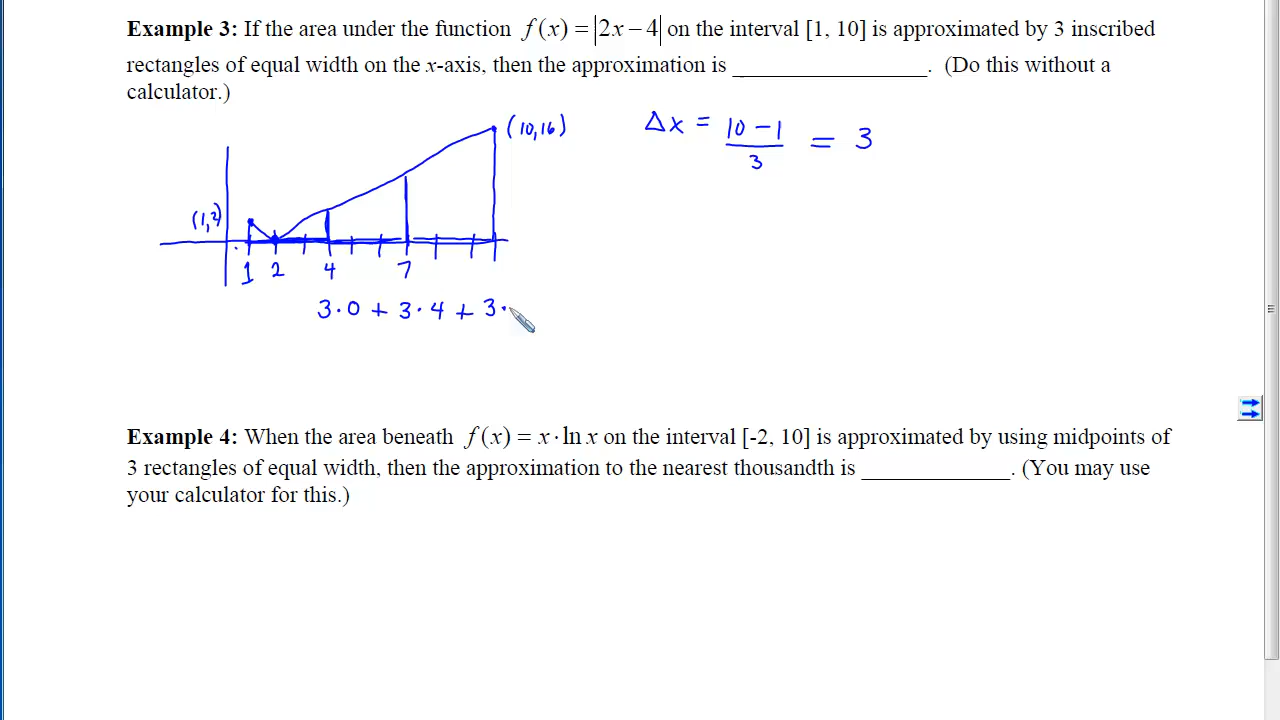 Example 3: If the area under the function f(x) = |2x − 4| on the interval [1, 10] is approximated by 3 inscribed
rectangles of equal width on the x-axis, then the approximation is _________________. (Do this without a
calculator.)
(10,16)
Δx = (10 − 1)/3 = 3
(1,2)
1 2 4 7
3·0 + 3·4 + 3·
Example 4: When the area beneath f(x) = x · ln x on the interval [-2, 10] is approximated by using midpoints of
3 rectangles of equal width, then the approximation to the nearest thousandth is _____________. (You may use
your calculator for this.)